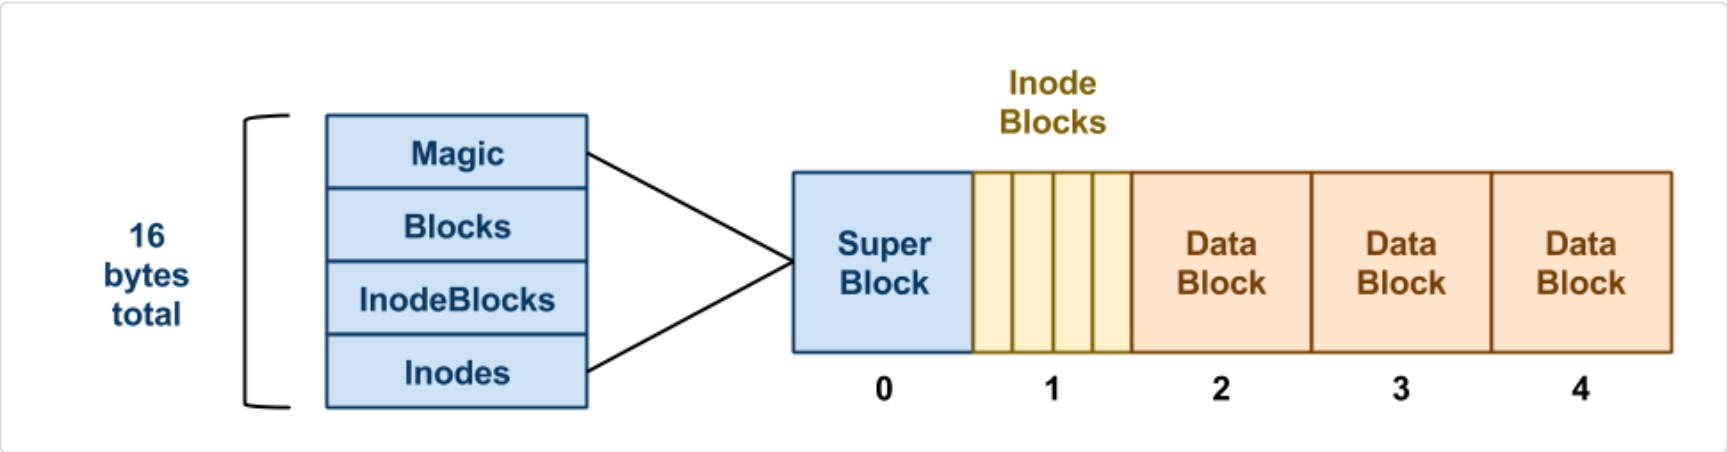 16
bytes
total
Magic
Blocks
InodeBlocks
Inodes
Inode
Blocks
Super
Block
Data
Block
Data
Block
Data
Block
0
1
2
3
4